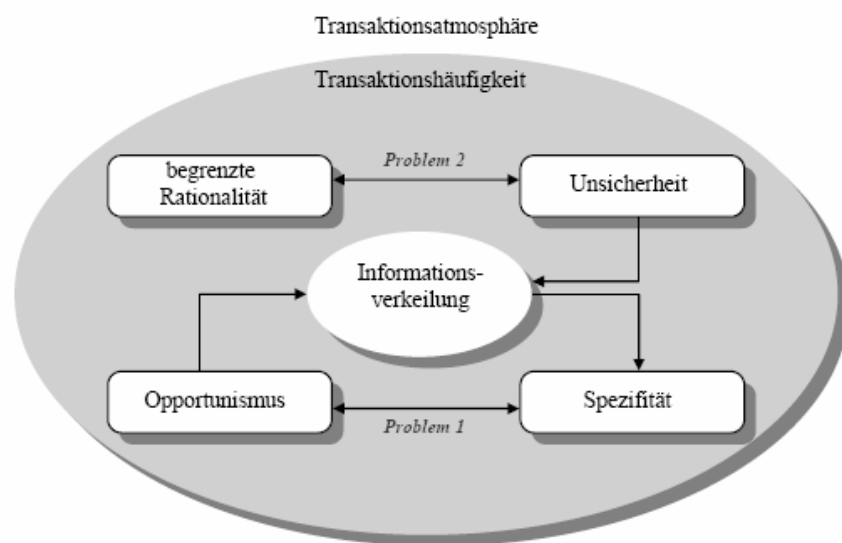 Transaktionsatmosphäre
Transaktionshäufigkeit
begrenzte
Rationalität
Problem 2
Unsicherheit
Informations-
verkeilung
Opportunismus
Problem 1
Spezifität